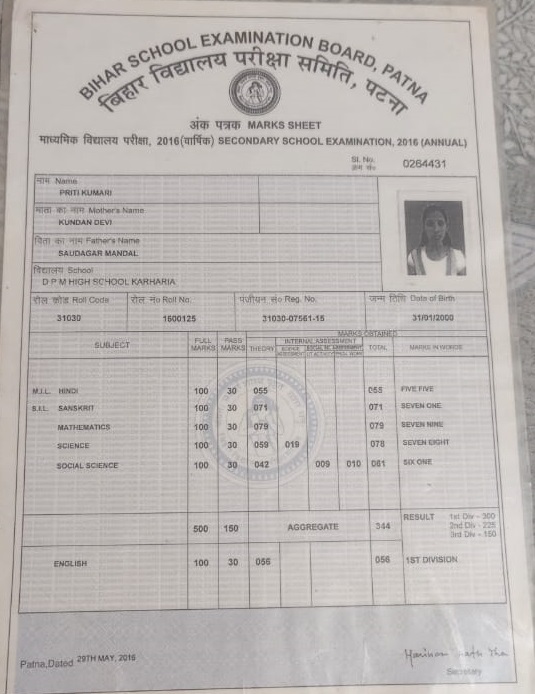 BIHAR SCHOOL EXAMINATION BOARD, PATNA
बिहार विद्यालय परीक्षा समिति, पटना
अंक पत्रक MARKS SHEET
माध्यमिक विद्यालय परीक्षा, 2016(वार्षिक) SECONDARY SCHOOL EXAMINATION, 2016 (ANNUAL)
Sl. No. 0264431
क्रम सं०
नाम Name
PRITI KUMARI
माता का नाम Mother's Name
KUNDAN DEVI
पिता का नाम Father's Name
SAUDAGAR MANDAL
विद्यालय School
D P M HIGH SCHOOL KARHARIA
रोल कोड Roll Code रोल नं० Roll No. पंजीयन सं० Reg. No. जन्म तिथि Date of Birth
31030 1600125 31030-07561-15 31/01/2000
MARKS OBTAINED
SUBJECT FULL MARKS PASS MARKS THEORY INTERNAL ASSESSMENT TOTAL MARKS IN WORDS
M.I.L. HINDI 100 30 055 055 FIVE FIVE
S.I.L. SANSKRIT 100 30 071 071 SEVEN ONE
MATHEMATICS 100 30 079 079 SEVEN NINE
SCIENCE 100 30 059 019 078 SEVEN EIGHT
SOCIAL SCIENCE 100 30 042 009 010 061 SIX ONE
500 150 AGGREGATE 344 RESULT 1st Div - 300
2nd Div - 225
3rd Div - 150
ENGLISH 100 30 056 056 1ST DIVISION
Patna,Dated 29TH MAY, 2016
Secretary